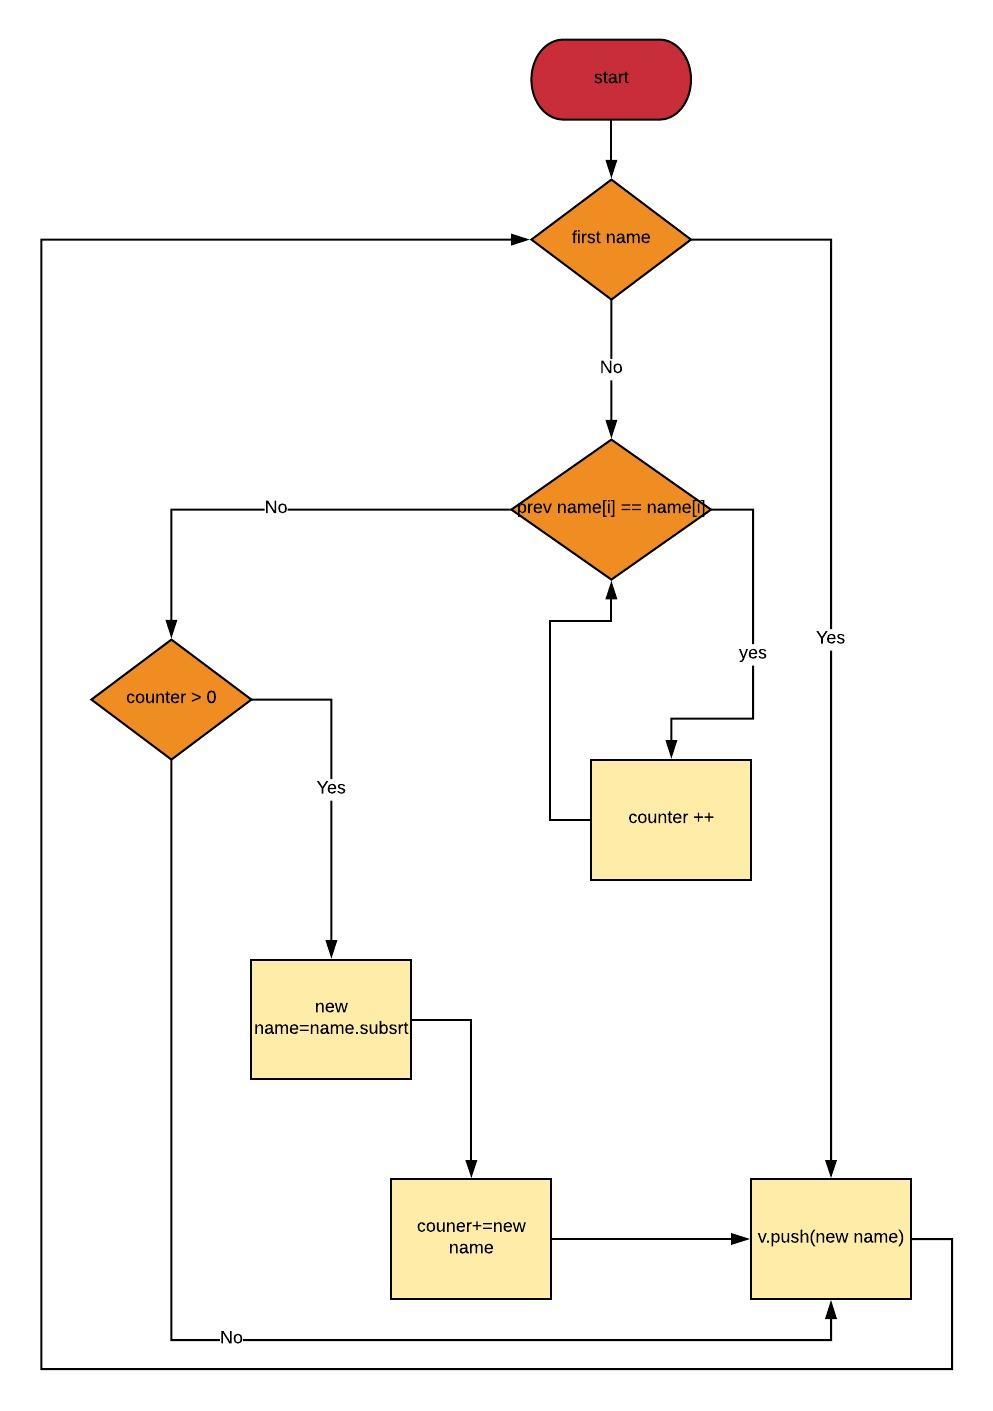 start
first name
No
prev name[i] == name[i]
No
yes
Yes
counter > 0
Yes
counter ++
new
name=name.subsrt
couner+=new
name
v.push(new name)
No